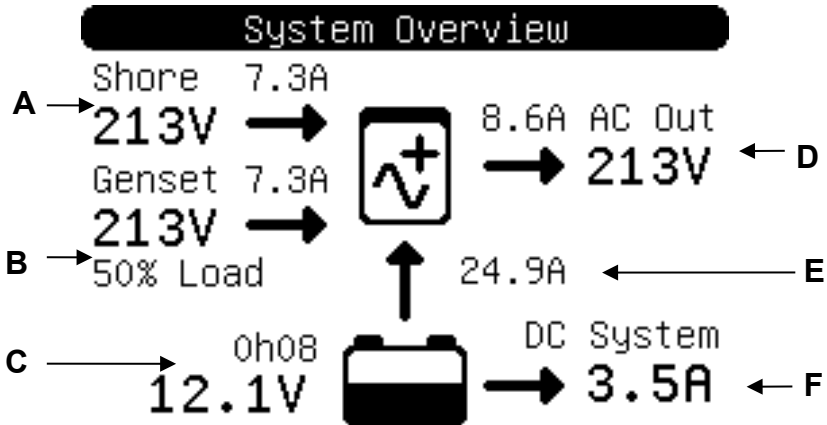 System Overview
Shore 7.3A
A
213V
8.6A AC Out
213V
D
Genset 7.3A
213V
B
50% Load
24.9A
E
0h08
C
12.1V
DC System
3.5A
F